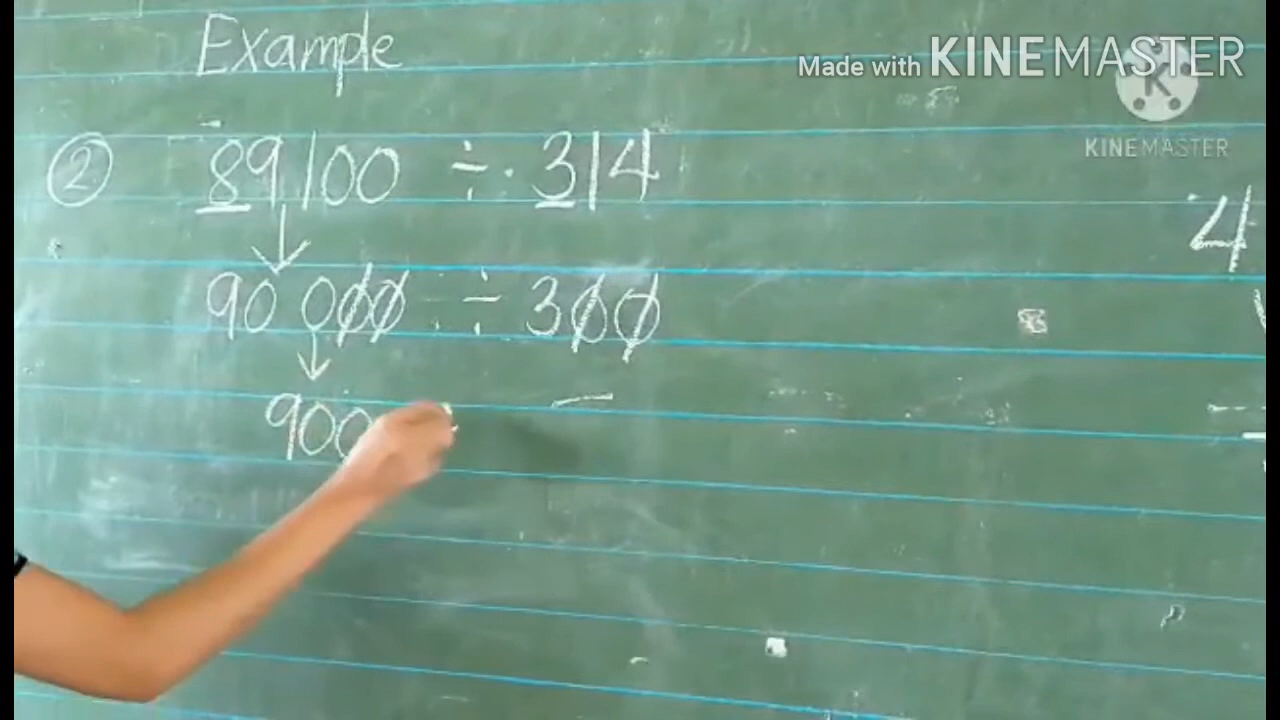 Example
Made with KINEMASTER
KINEMASTER
② 89,100 ÷ 314
4
90 000 ÷ 300
900